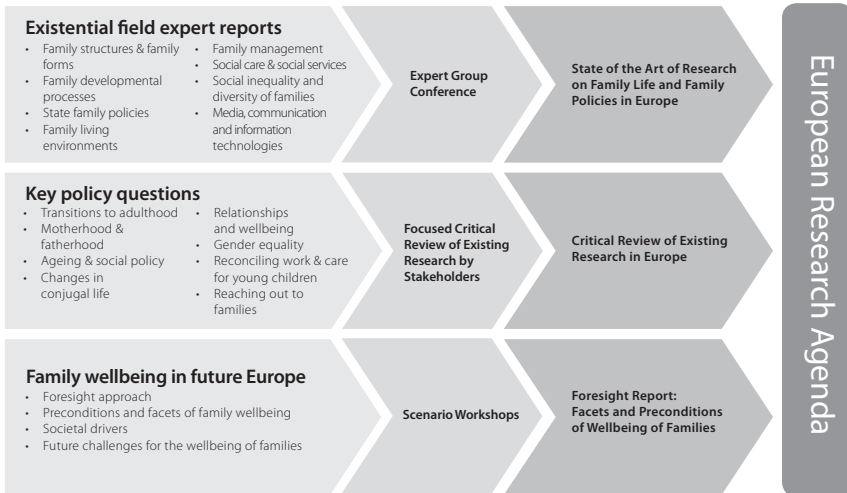 Existential field expert reports
• Family structures & family
forms
• Family developmental
processes
• State family policies
• Family living
environments
• Family management
• Social care & social services
• Social inequality and
diversity of families
• Media, communication
and information
technologies
Expert Group
Conference
State of the Art of Research
on Family Life and Family
Policies in Europe
Key policy questions
• Transitions to adulthood
• Motherhood &
fatherhood
• Ageing & social policy
• Changes in
conjugal life
• Relationships
and wellbeing
• Gender equality
• Reconciling work & care
for young children
• Reaching out to
families
Focused Critical
Review of Existing
Research by
Stakeholders
Critical Review of Existing
Research in Europe
Family wellbeing in future Europe
• Foresight approach
• Preconditions and facets of family wellbeing
• Societal drivers
• Future challenges for the wellbeing of families
Scenario Workshops
Foresight Report:
Facets and Preconditions
of Wellbeing of Families
European Research Agenda